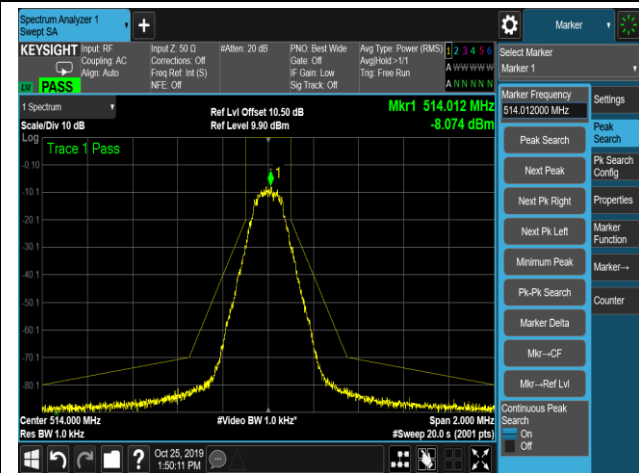 Spectrum Analyzer 1
Swept SA
Marker
KEYSIGHT
Input: RF
Coupling: AC
Align: Auto
Input Z: 50 Ω
Corrections: Off
Freq Ref: Int (S)
NFE: Off
#Atten: 20 dB
PNO: Best Wide
Gate: Off
IF Gain: Low
Sig Track: Off
Avg Type: Power (RMS)
Avg|Hold:>1/1
Trig: Free Run
1 2 3 4 5 6
A W W W W W
A N N N N N
PASS
Select Marker
Marker 1
1 Spectrum
Scale/Div 10 dB
Log
Ref Lvl Offset 10.50 dB
Ref Level 9.90 dBm
Mkr1 514.012 MHz
-8.074 dBm
Trace 1 Pass
1
-0.10
-10.1
-20.1
-30.1
-40.1
-50.1
-60.1
-70.1
-80.1
Center 514.000 MHz
Res BW 1.0 kHz
#Video BW 1.0 kHz*
Span 2.000 MHz
#Sweep 20.0 s (2001 pts)
Marker Frequency
514.012000 MHz
Peak Search
Next Peak
Next Pk Right
Next Pk Left
Minimum Peak
Pk-Pk Search
Marker Delta
Mkr→CF
Mkr→Ref Lvl
Continuous Peak
Search
On
Off
Settings
Peak
Search
Pk Search
Config
Properties
Marker
Function
Marker→
Counter
Oct 25, 2019
1:50:11 PM